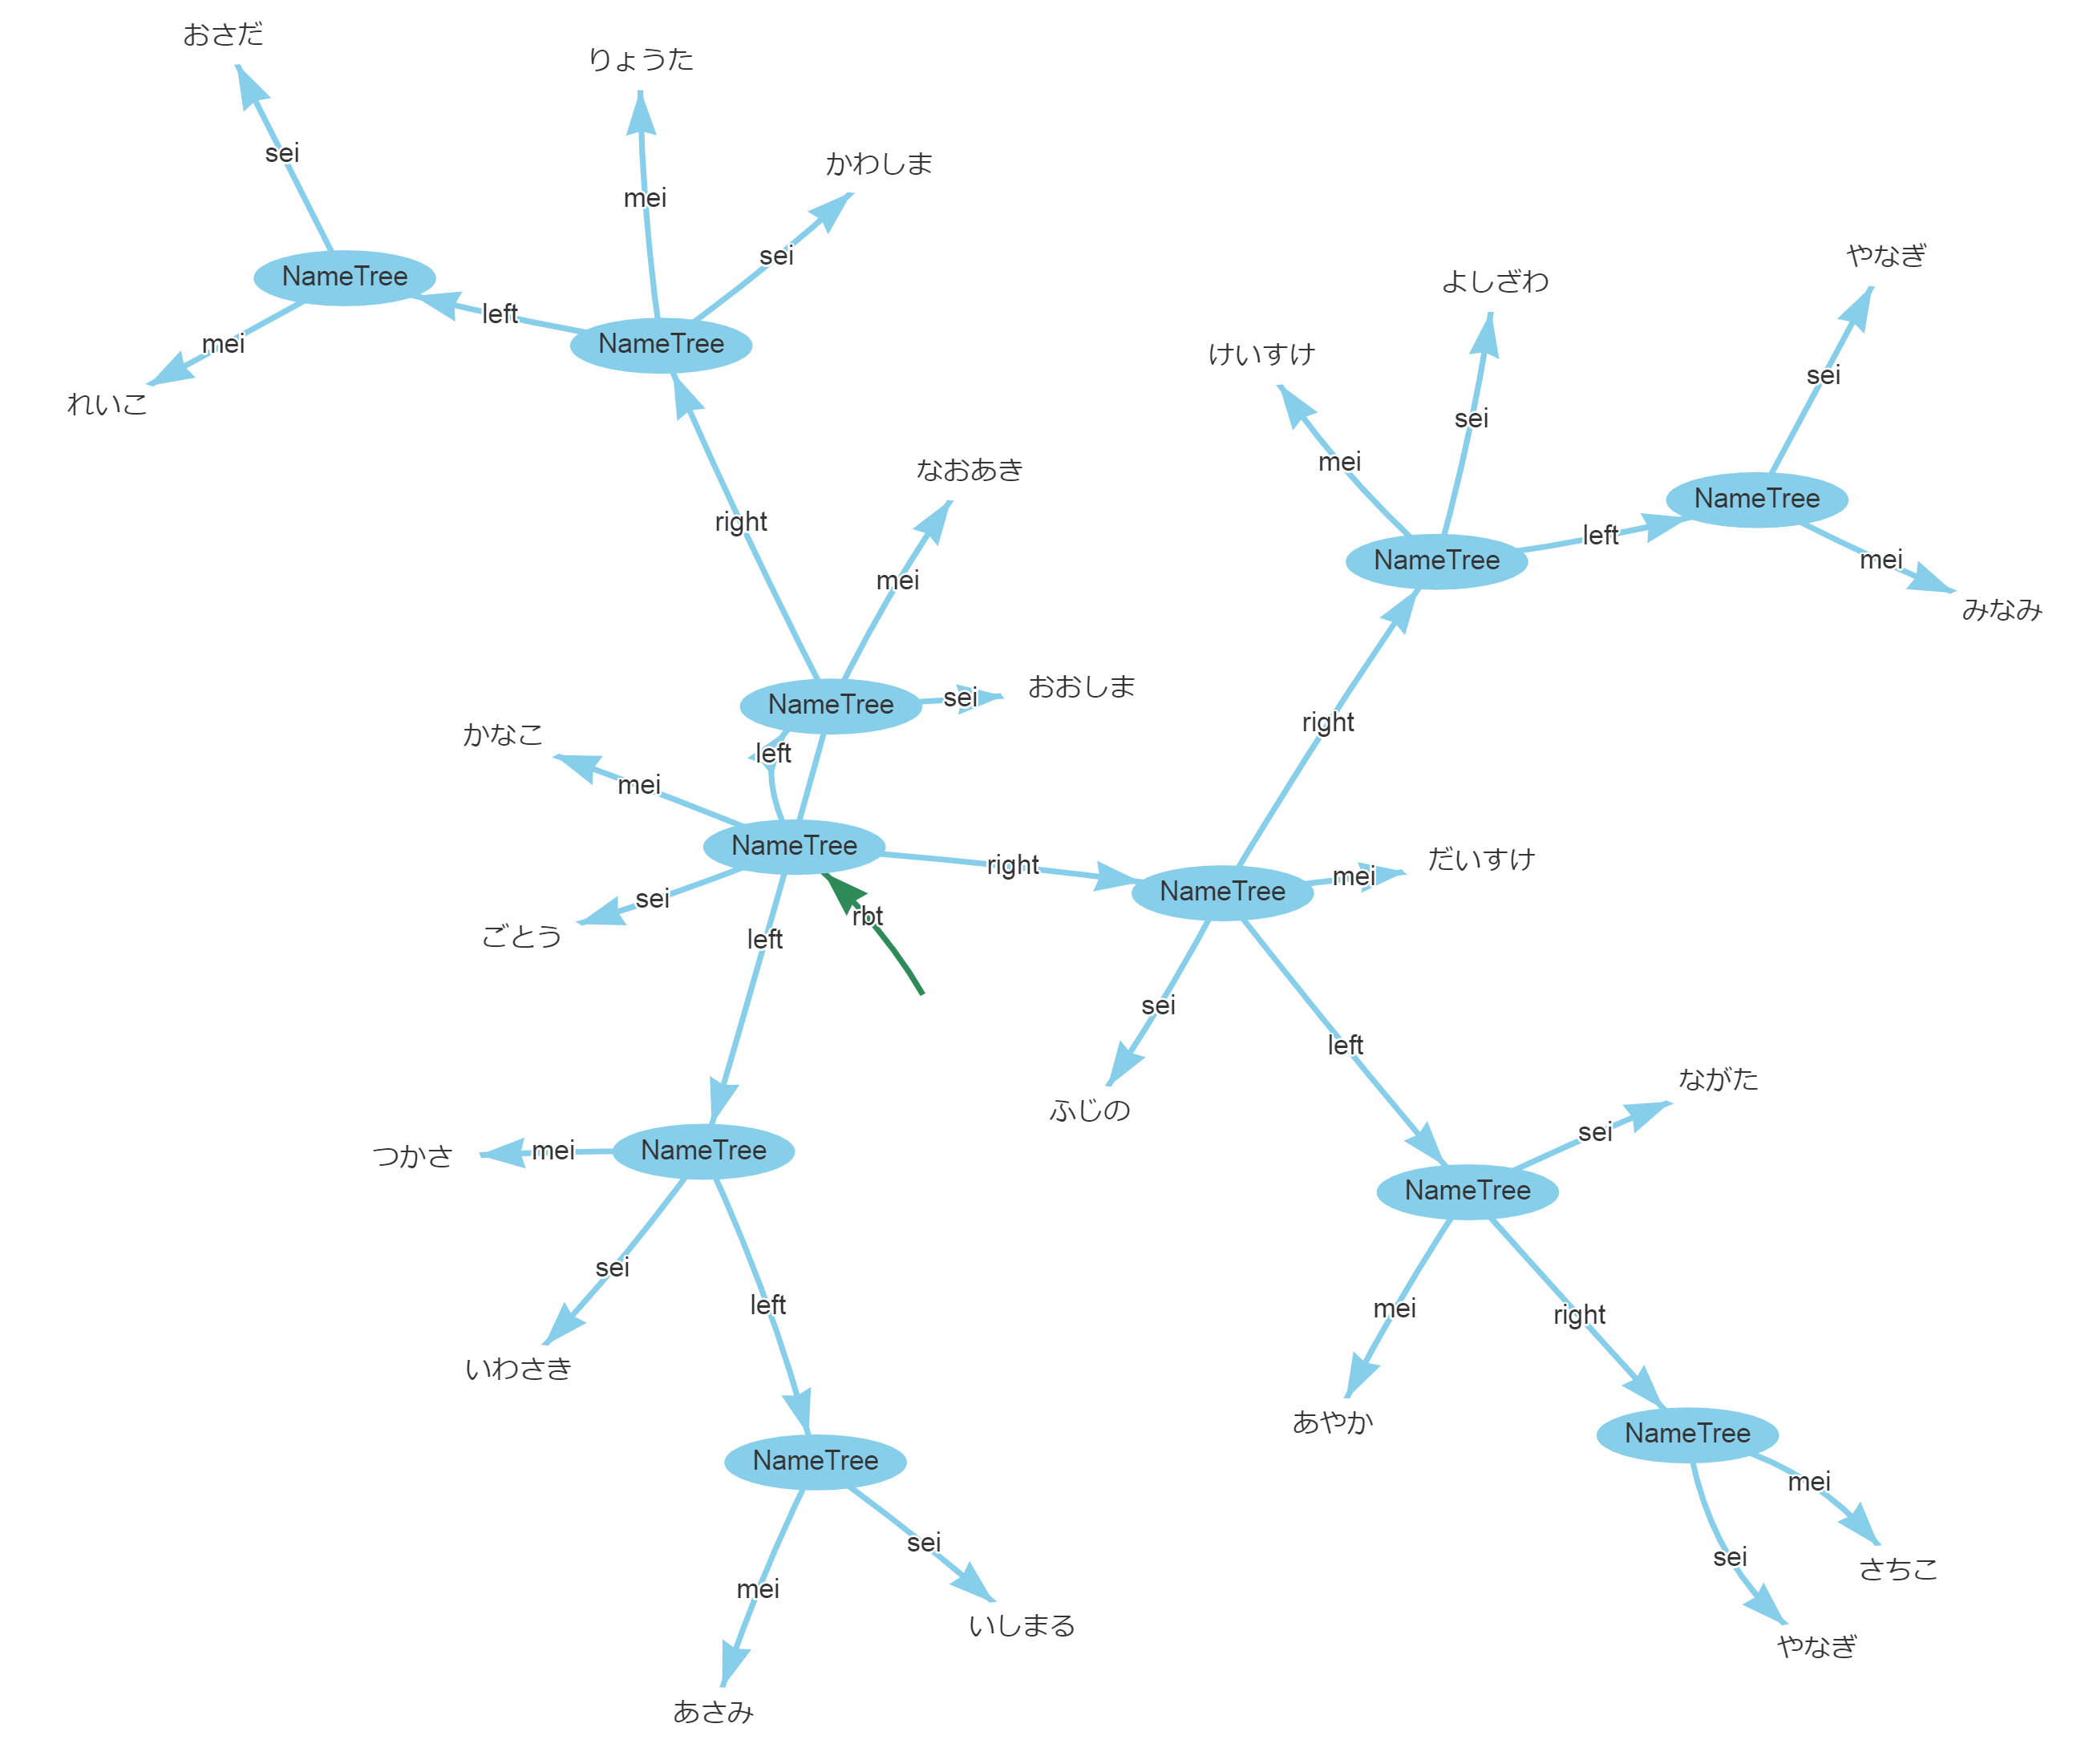 おさだ
りょうた
sei
かわしま
mei
sei
やなぎ
NameTree
よしざわ
left
NameTree
mei
けいすけ
sei
れいこ
sei
mei
なおあき
NameTree
right
left
mei
NameTree
mei
みなみ
mei
おおしま
sei
NameTree
right
かなこ
left
mei
NameTree
right
だいすけ
mei
NameTree
sei
rbt
ごとう
left
sei
left
ながた
ふじの
sei
つかさ
mei
NameTree
NameTree
sei
left
mei
right
いわさき
あやか
NameTree
NameTree
mei
sei
sei
さちこ
mei
いしまる
やなぎ
あさみ